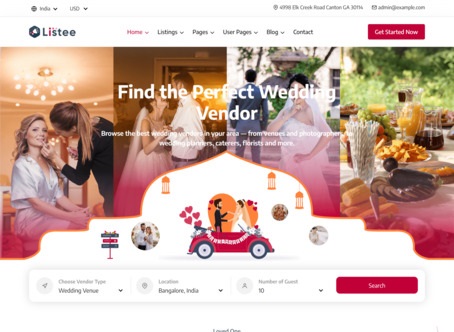 India USD 4998 Elk Creek Road Canton GA 30114 admin@example.com
Listee Home Listings Pages User Pages Blog Contact Get Started Now
Find the Perfect Wedding
Vendor
Browse the best wedding vendors in your area — from venues and photographers, to
wedding planners, caterers, florists and more.
Choose Vendor Type Location Number of Guest
Wedding Venue Bangalore, India 10 Search
Loved One